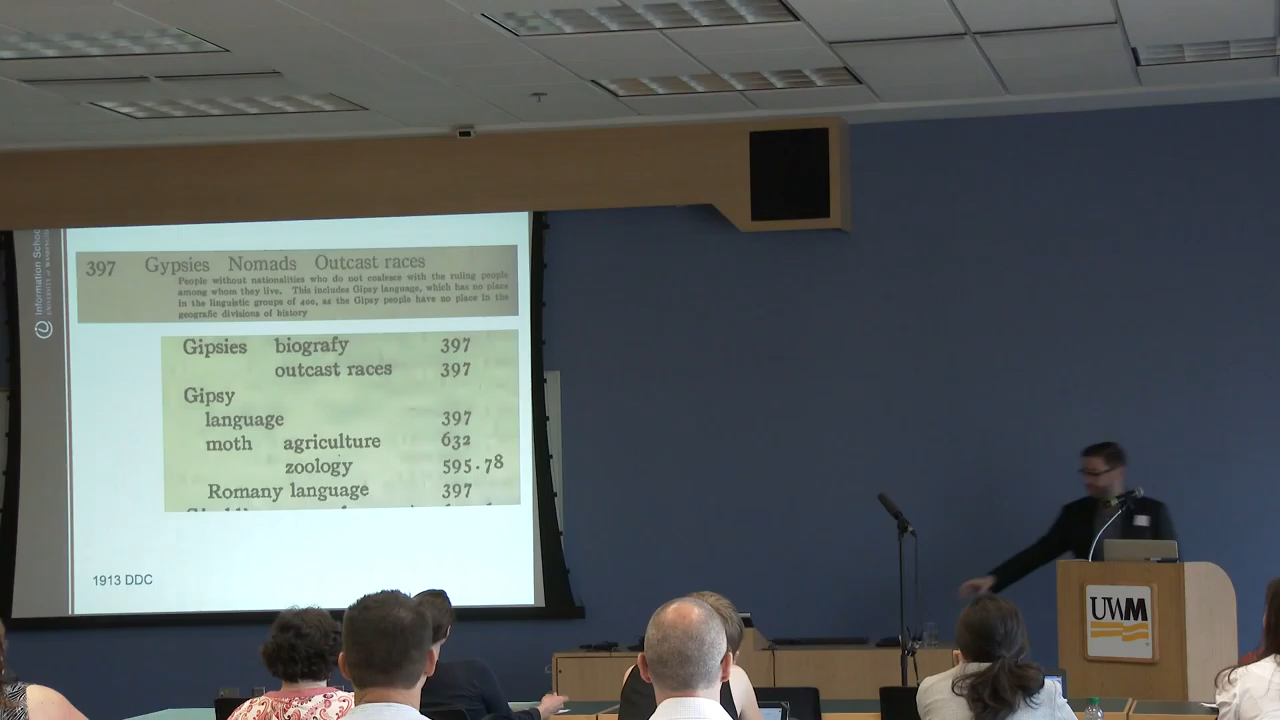 Information School
397 Gypsies Nomads Outcast races
People without nationalities who do not coalesce with the ruling people
among whom they live. This includes Gipsy language, which has no place
in the linguistic groups of 400, as the Gipsy people have no place in the
geografic divisions of history
Gipsies biografy 397
outcast races 397
Gipsy
language 397
moth agriculture 632
zoology 595.78
Romany language 397
1913 DDC
UWM